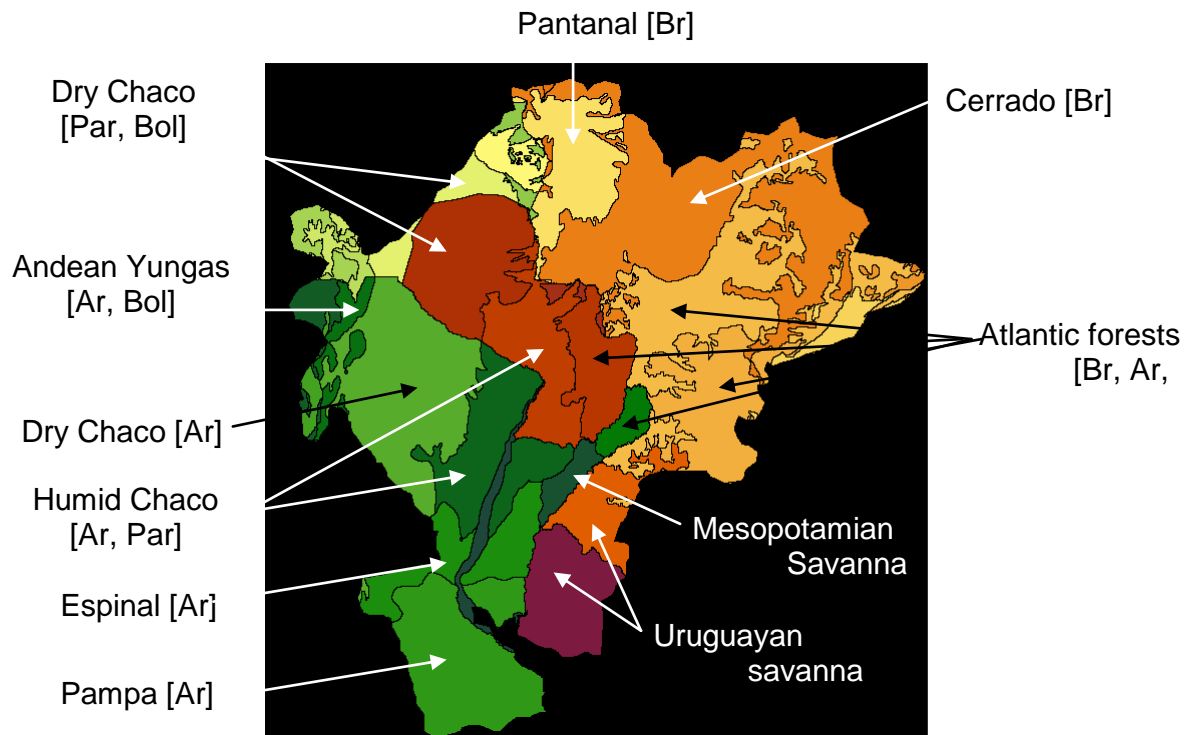 Pantanal [Br]
Dry Chaco
[Par, Bol]
Cerrado [Br]
Andean Yungas
[Ar, Bol]
Atlantic forests
[Br, Ar,
Dry Chaco [Ar]
Humid Chaco
[Ar, Par]
Mesopotamian
Savanna
Espinal [Ar]
Uruguayan
savanna
Pampa [Ar]